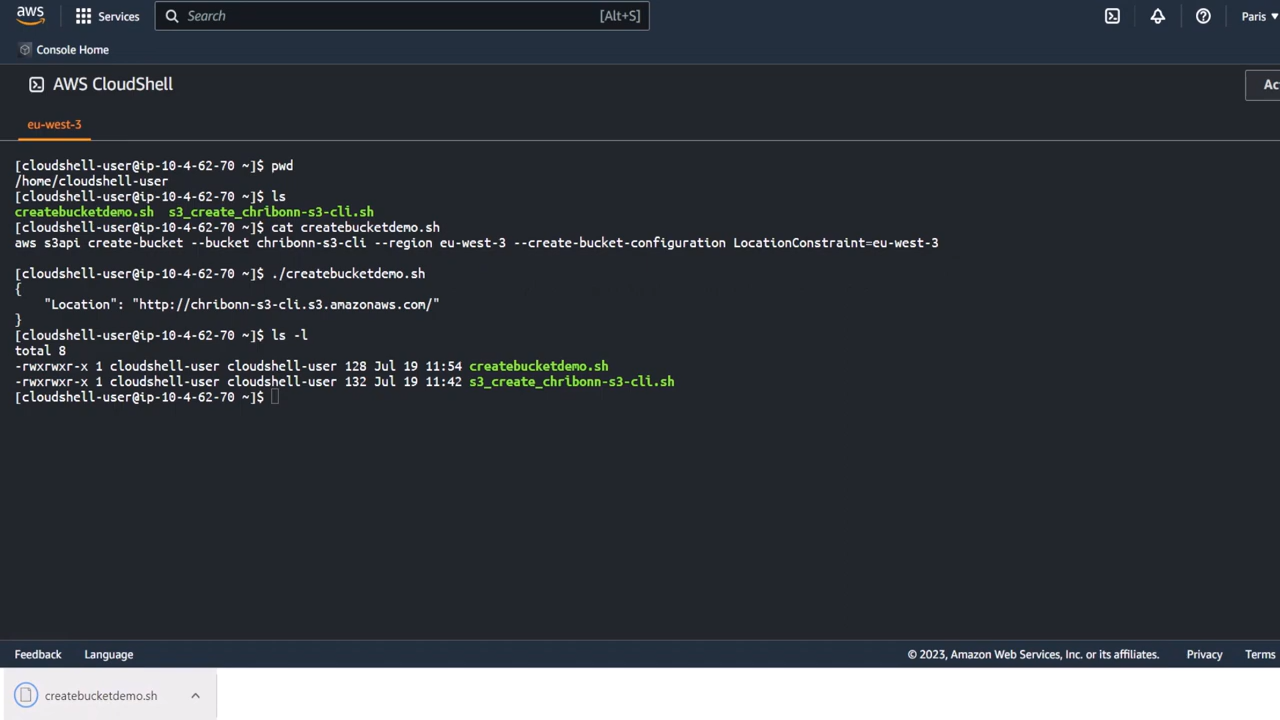 aws
Services
Search
[Alt+S]
Paris
Console Home
AWS CloudShell
Ac
eu-west-3
[cloudshell-user@ip-10-4-62-70 ~]$ pwd
/home/cloudshell-user
[cloudshell-user@ip-10-4-62-70 ~]$ ls
createbucketdemo.sh  s3_create_chribonn-s3-cli.sh
[cloudshell-user@ip-10-4-62-70 ~]$ cat createbucketdemo.sh
aws s3api create-bucket --bucket chribonn-s3-cli --region eu-west-3 --create-bucket-configuration LocationConstraint=eu-west-3
[cloudshell-user@ip-10-4-62-70 ~]$ ./createbucketdemo.sh
{
    "Location": "http://chribonn-s3-cli.s3.amazonaws.com/"
}
[cloudshell-user@ip-10-4-62-70 ~]$ ls -l
total 8
-rwxrwxr-x 1 cloudshell-user cloudshell-user 128 Jul 19 11:54 createbucketdemo.sh
-rwxrwxr-x 1 cloudshell-user cloudshell-user 132 Jul 19 11:42 s3_create_chribonn-s3-cli.sh
[cloudshell-user@ip-10-4-62-70 ~]$
Feedback
Language
© 2023, Amazon Web Services, Inc. or its affiliates.
Privacy
Terms
createbucketdemo.sh